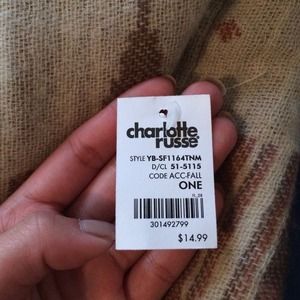 charlotte
russe
STYLE YB-SF1164TNM
D/CL 51-5115
CODE ACC-FALL
ONE
301492799
$14.99